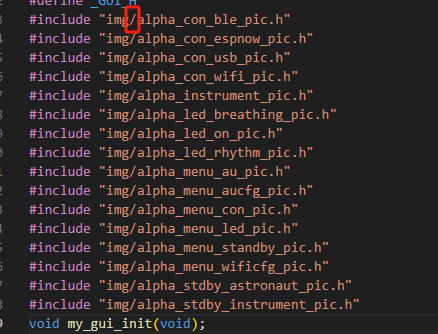 #define _GUI_H
#include "img/alpha_con_ble_pic.h"
#include "img/alpha_con_espnow_pic.h"
#include "img/alpha_con_usb_pic.h"
#include "img/alpha_con_wifi_pic.h"
#include "img/alpha_instrument_pic.h"
#include "img/alpha_led_breathing_pic.h"
#include "img/alpha_led_on_pic.h"
#include "img/alpha_led_rhythm_pic.h"
#include "img/alpha_menu_au_pic.h"
#include "img/alpha_menu_aucfg_pic.h"
#include "img/alpha_menu_con_pic.h"
#include "img/alpha_menu_led_pic.h"
#include "img/alpha_menu_standby_pic.h"
#include "img/alpha_menu_wificfg_pic.h"
#include "img/alpha_stdby_astronaut_pic.h"
#include "img/alpha_stdby_instrument_pic.h"
void my_gui_init(void);